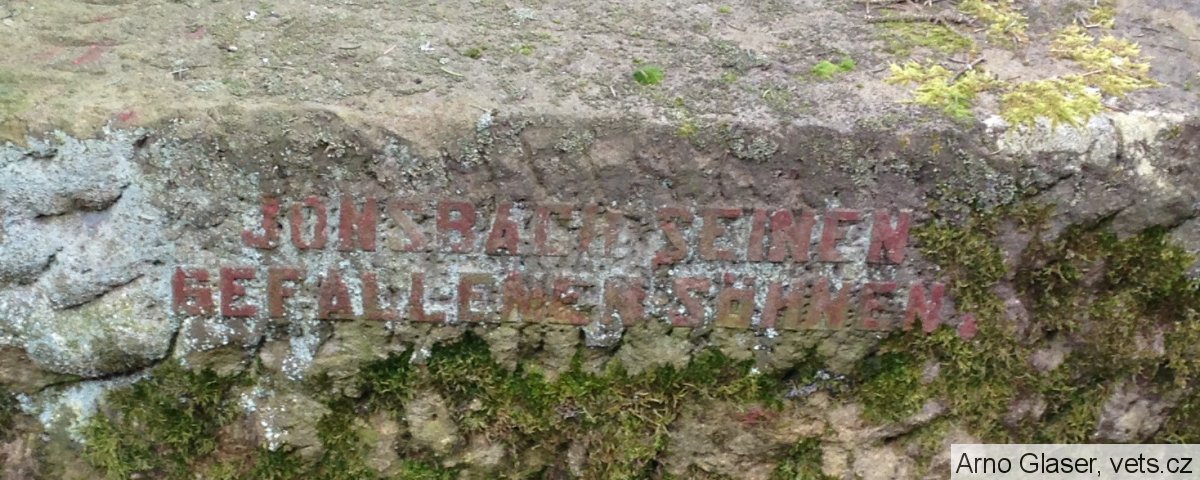 JONSBACH SEINEN
GEFALLENEN SÖHNEN.
Arno Glaser, vets.cz